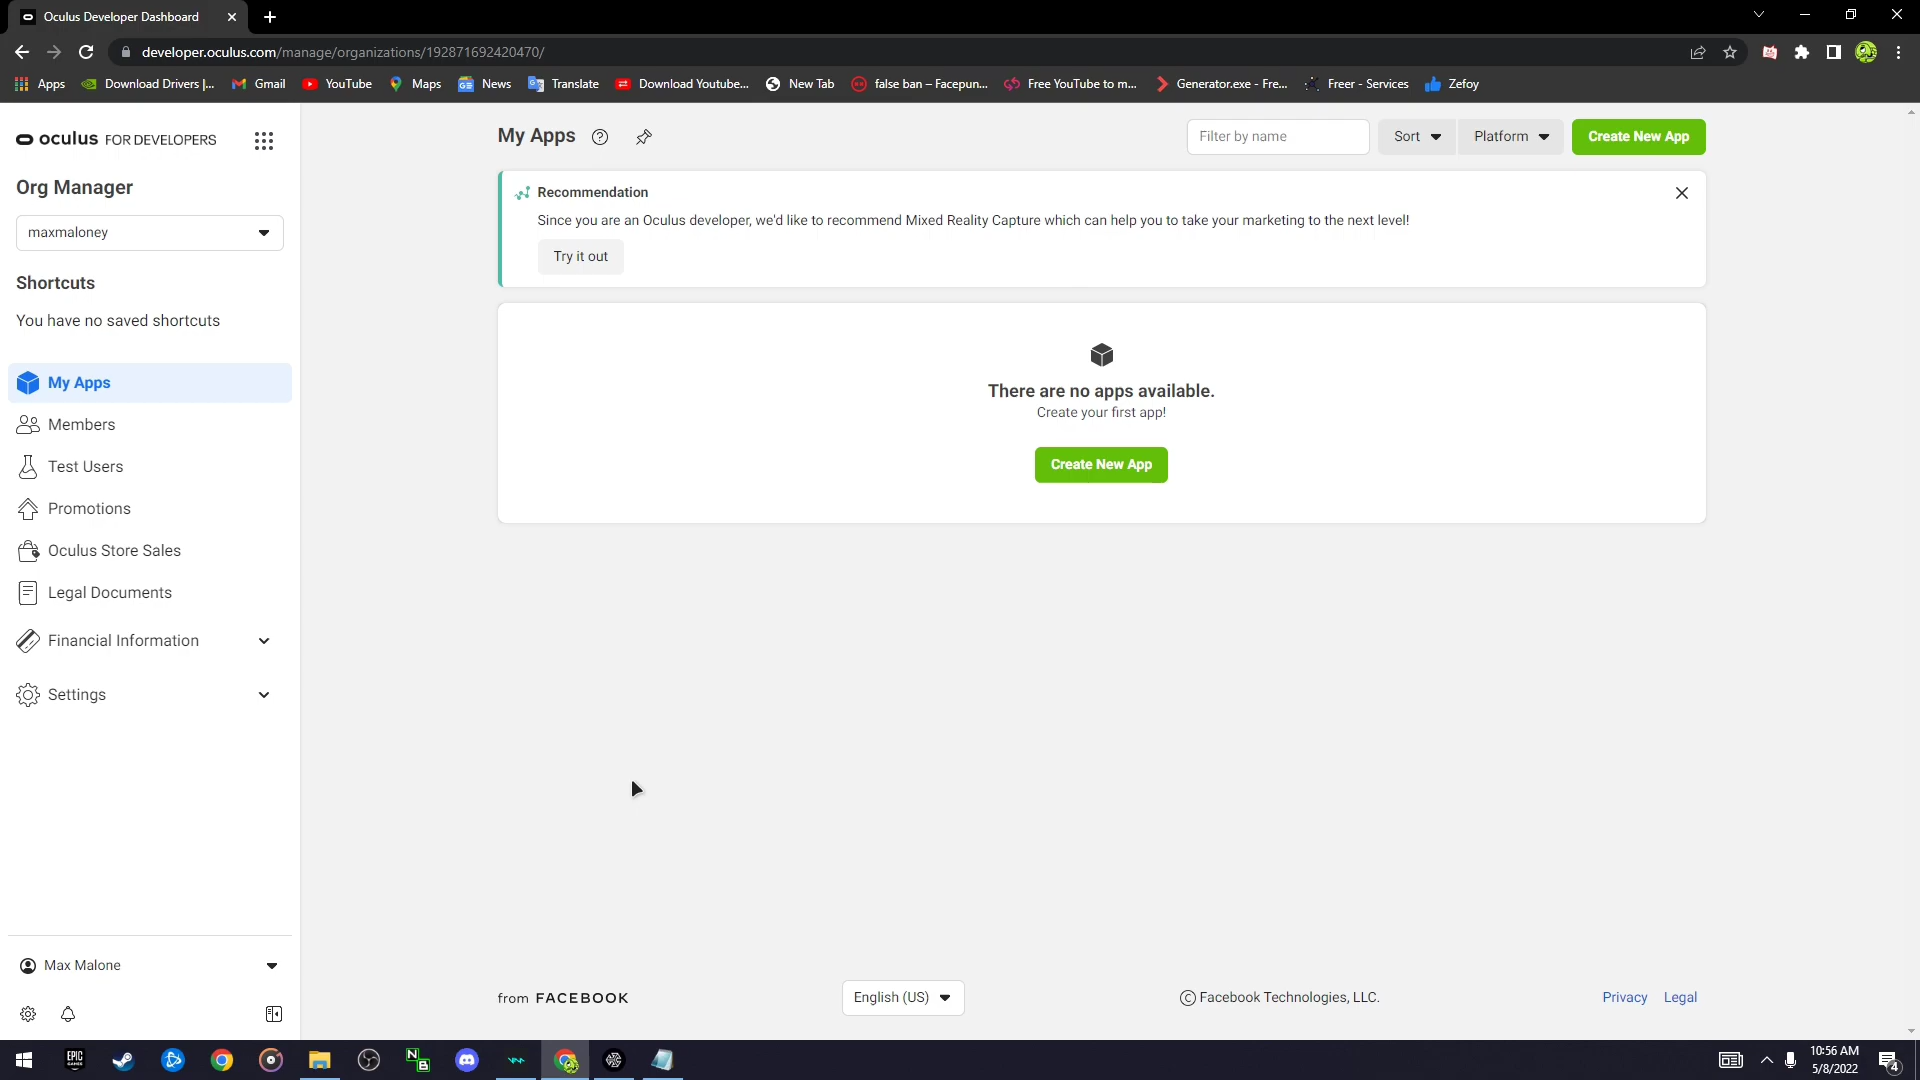 Oculus Developer Dashboard
developer.oculus.com/manage/organizations/192871692420470/
Apps
Download Drivers |...
Gmail
YouTube
Maps
News
Translate
Download Youtube...
New Tab
false ban – Facepun...
Free YouTube to m...
Generator.exe - Fre...
Freer - Services
Zefoy
oculus FOR DEVELOPERS
Org Manager
maxmaloney
Shortcuts
You have no saved shortcuts
My Apps
Members
Test Users
Promotions
Oculus Store Sales
Legal Documents
Financial Information
Settings
Max Malone
My Apps
Filter by name
Sort
Platform
Create New App
Recommendation
Since you are an Oculus developer, we'd like to recommend Mixed Reality Capture which can help you to take your marketing to the next level!
Try it out
There are no apps available.
Create your first app!
Create New App
from FACEBOOK
English (US)
© Facebook Technologies, LLC.
Privacy
Legal
EPIC
GAMES
N
B
10:56 AM
5/8/2022
4